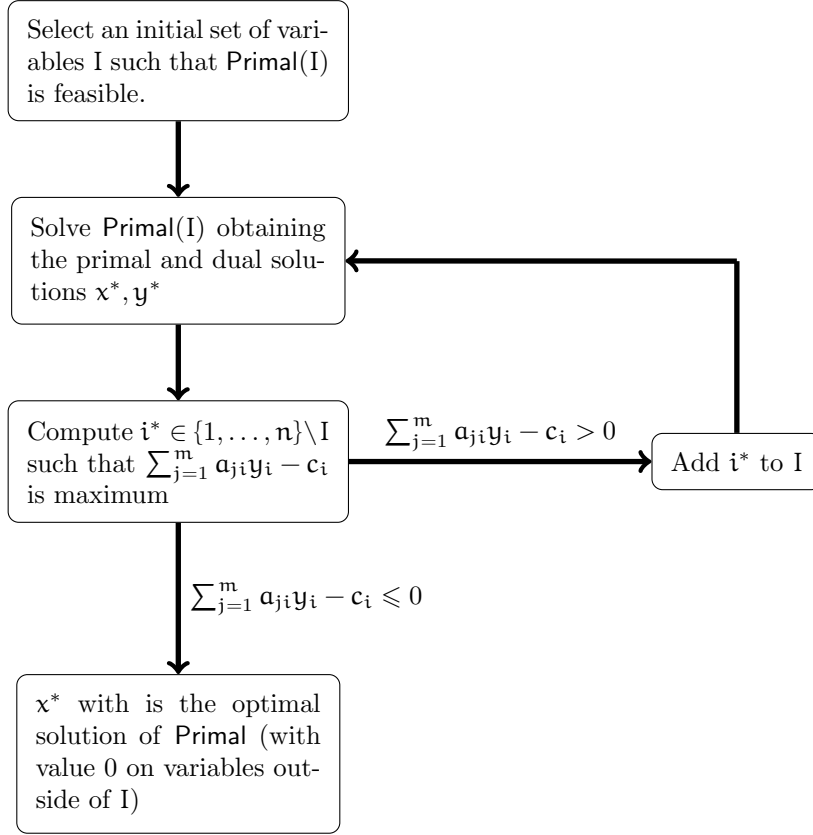 Select an initial set of vari-
ables I such that Primal(I)
is feasible.
Solve Primal(I) obtaining
the primal and dual solu-
tions x*, y*
Compute i* ∈ {1, . . . , n}\I
such that ∑_{j=1}^{m} a_{ji}y_i − c_i
is maximum
∑_{j=1}^{m} a_{ji}y_i − c_i > 0
Add i* to I
∑_{j=1}^{m} a_{ji}y_i − c_i ⩽ 0
x* with is the optimal
solution of Primal (with
value 0 on variables out-
side of I)